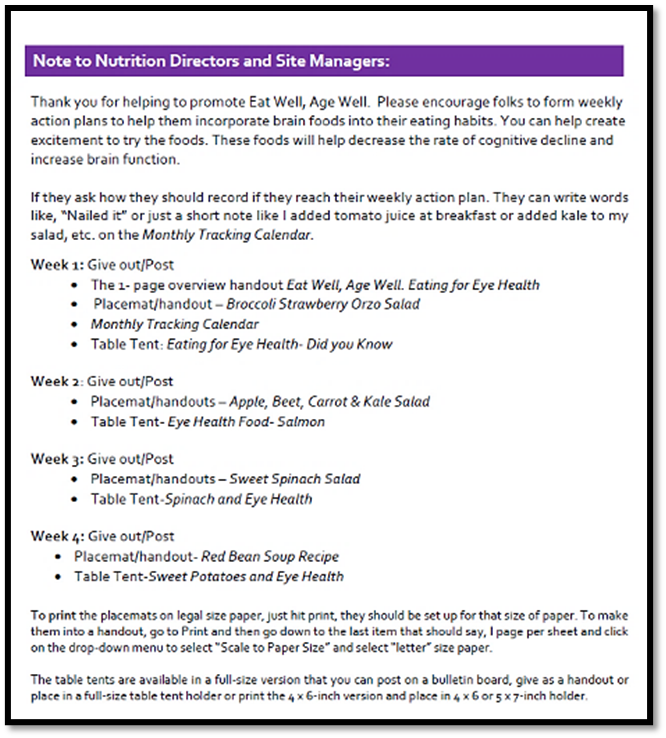 Note to Nutrition Directors and Site Managers:
Thank you for helping to promote Eat Well, Age Well.  Please encourage folks to form weekly
action plans to help them incorporate brain foods into their eating habits. You can help create
excitement to try the foods. These foods will help decrease the rate of cognitive decline and
increase brain function.
If they ask how they should record if they reach their weekly action plan. They can write words
like, “Nailed it” or just a short note like I added tomato juice at breakfast or added kale to my
salad, etc. on the Monthly Tracking Calendar.
Week 1: Give out/Post
• The 1- page overview handout Eat Well, Age Well. Eating for Eye Health
• Placemat/handout – Broccoli Strawberry Orzo Salad
• Monthly Tracking Calendar
• Table Tent: Eating for Eye Health- Did you Know
Week 2: Give out/Post
• Placemat/handouts – Apple, Beet, Carrot & Kale Salad
• Table Tent- Eye Health Food- Salmon
Week 3: Give out/Post
• Placemat/handouts – Sweet Spinach Salad
• Table Tent-Spinach and Eye Health
Week 4: Give out/Post
• Placemat/handout- Red Bean Soup Recipe
• Table Tent-Sweet Potatoes and Eye Health
To print the placemats on legal size paper, just hit print, they should be set up for that size of paper. To make
them into a handout, go to Print and then go down to the last item that should say, I page per sheet and click
on the drop-down menu to select “Scale to Paper Size” and select “letter” size paper.
The table tents are available in a full-size version that you can post on a bulletin board, give as a handout or
place in a full-size table tent holder or print the 4 x 6-inch version and place in 4 x 6 or 5 x 7-inch holder.